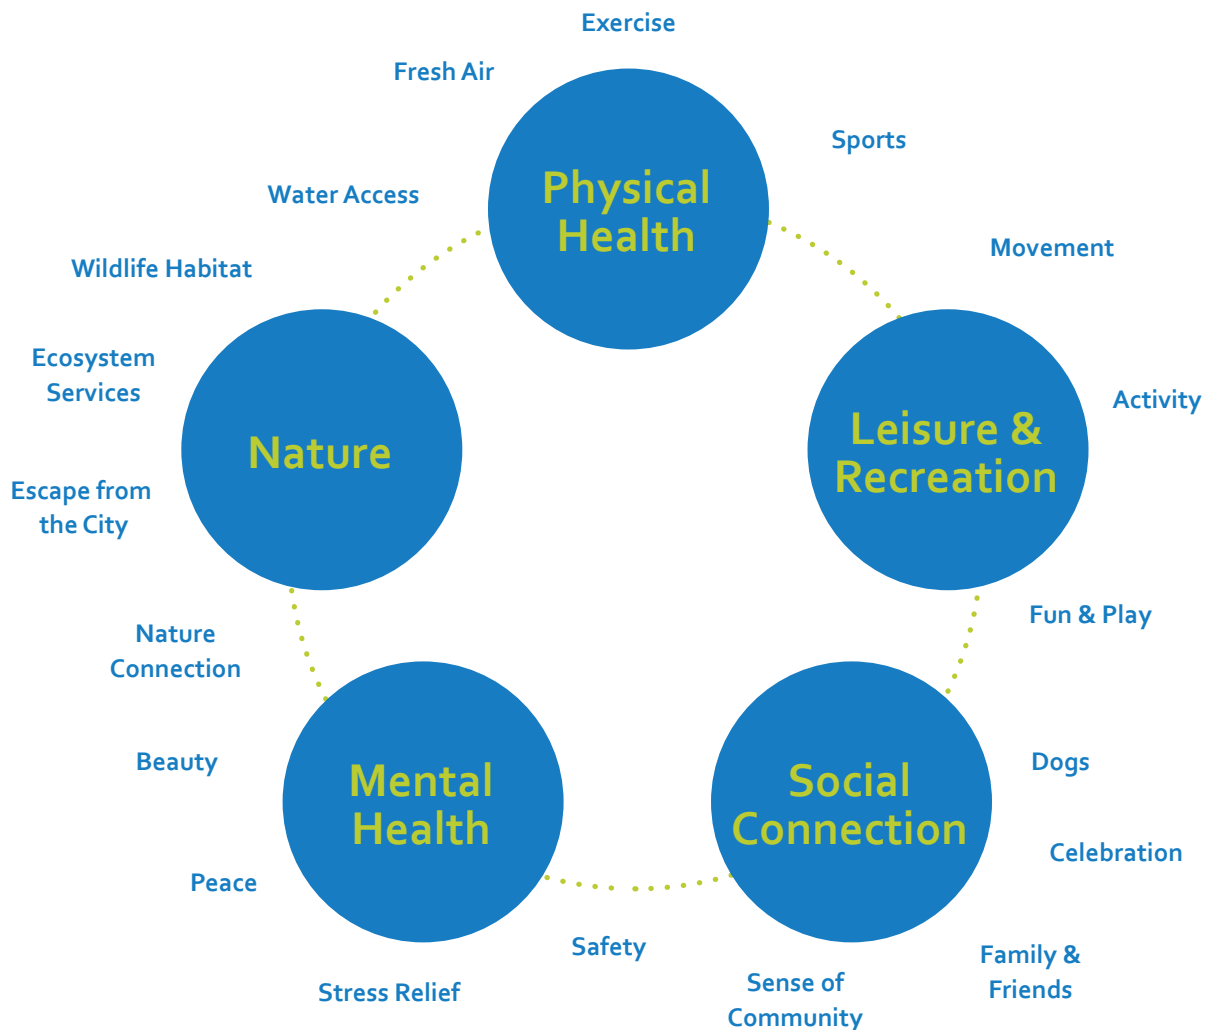 Exercise
Fresh Air
Sports
Physical
Health
Water Access
Movement
Wildlife Habitat
Ecosystem
Services
Activity
Leisure &
Recreation
Nature
Escape from
the City
Fun & Play
Nature
Connection
Beauty
Dogs
Mental
Health
Social
Connection
Celebration
Peace
Safety
Family &
Friends
Stress Relief
Sense of
Community